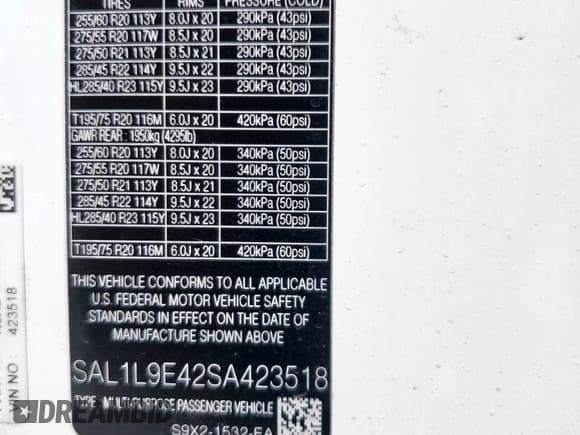 TIRES RIMS PRESSURE (COLD)
255/60 R20 113Y 8.0J x 20 290kPa (43psi)
275/55 R20 117W 8.5J x 20 290kPa (43psi)
275/50 R21 113Y 8.5J x 21 290kPa (43psi)
285/45 R22 114Y 9.5J x 22 290kPa (43psi)
HL285/40 R23 115Y 9.5J x 23 290kPa (43psi)
T195/75 R20 116M 6.0J x 20 420kPa (60psi)
GAWR REAR : 1950kg (4295lb)
255/60 R20 113Y 8.0J x 20 340kPa (50psi)
275/55 R20 117W 8.5J x 20 340kPa (50psi)
275/50 R21 113Y 8.5J x 21 340kPa (50psi)
285/45 R22 114Y 9.5J x 22 340kPa (50psi)
HL285/40 R23 115Y 9.5J x 23 340kPa (50psi)
T195/75 R20 116M 6.0J x 20 420kPa (60psi)
THIS VEHICLE CONFORMS TO ALL APPLICABLE
U.S. FEDERAL MOTOR VEHICLE SAFETY
STANDARDS IN EFFECT ON THE DATE OF
MANUFACTURE SHOWN ABOVE
SAL1L9E42SA423518
TYPE : MULTI-PURPOSE PASSENGER VEHICLE
S9X2-1532-EA
VIN NO 423518
DREAMBID